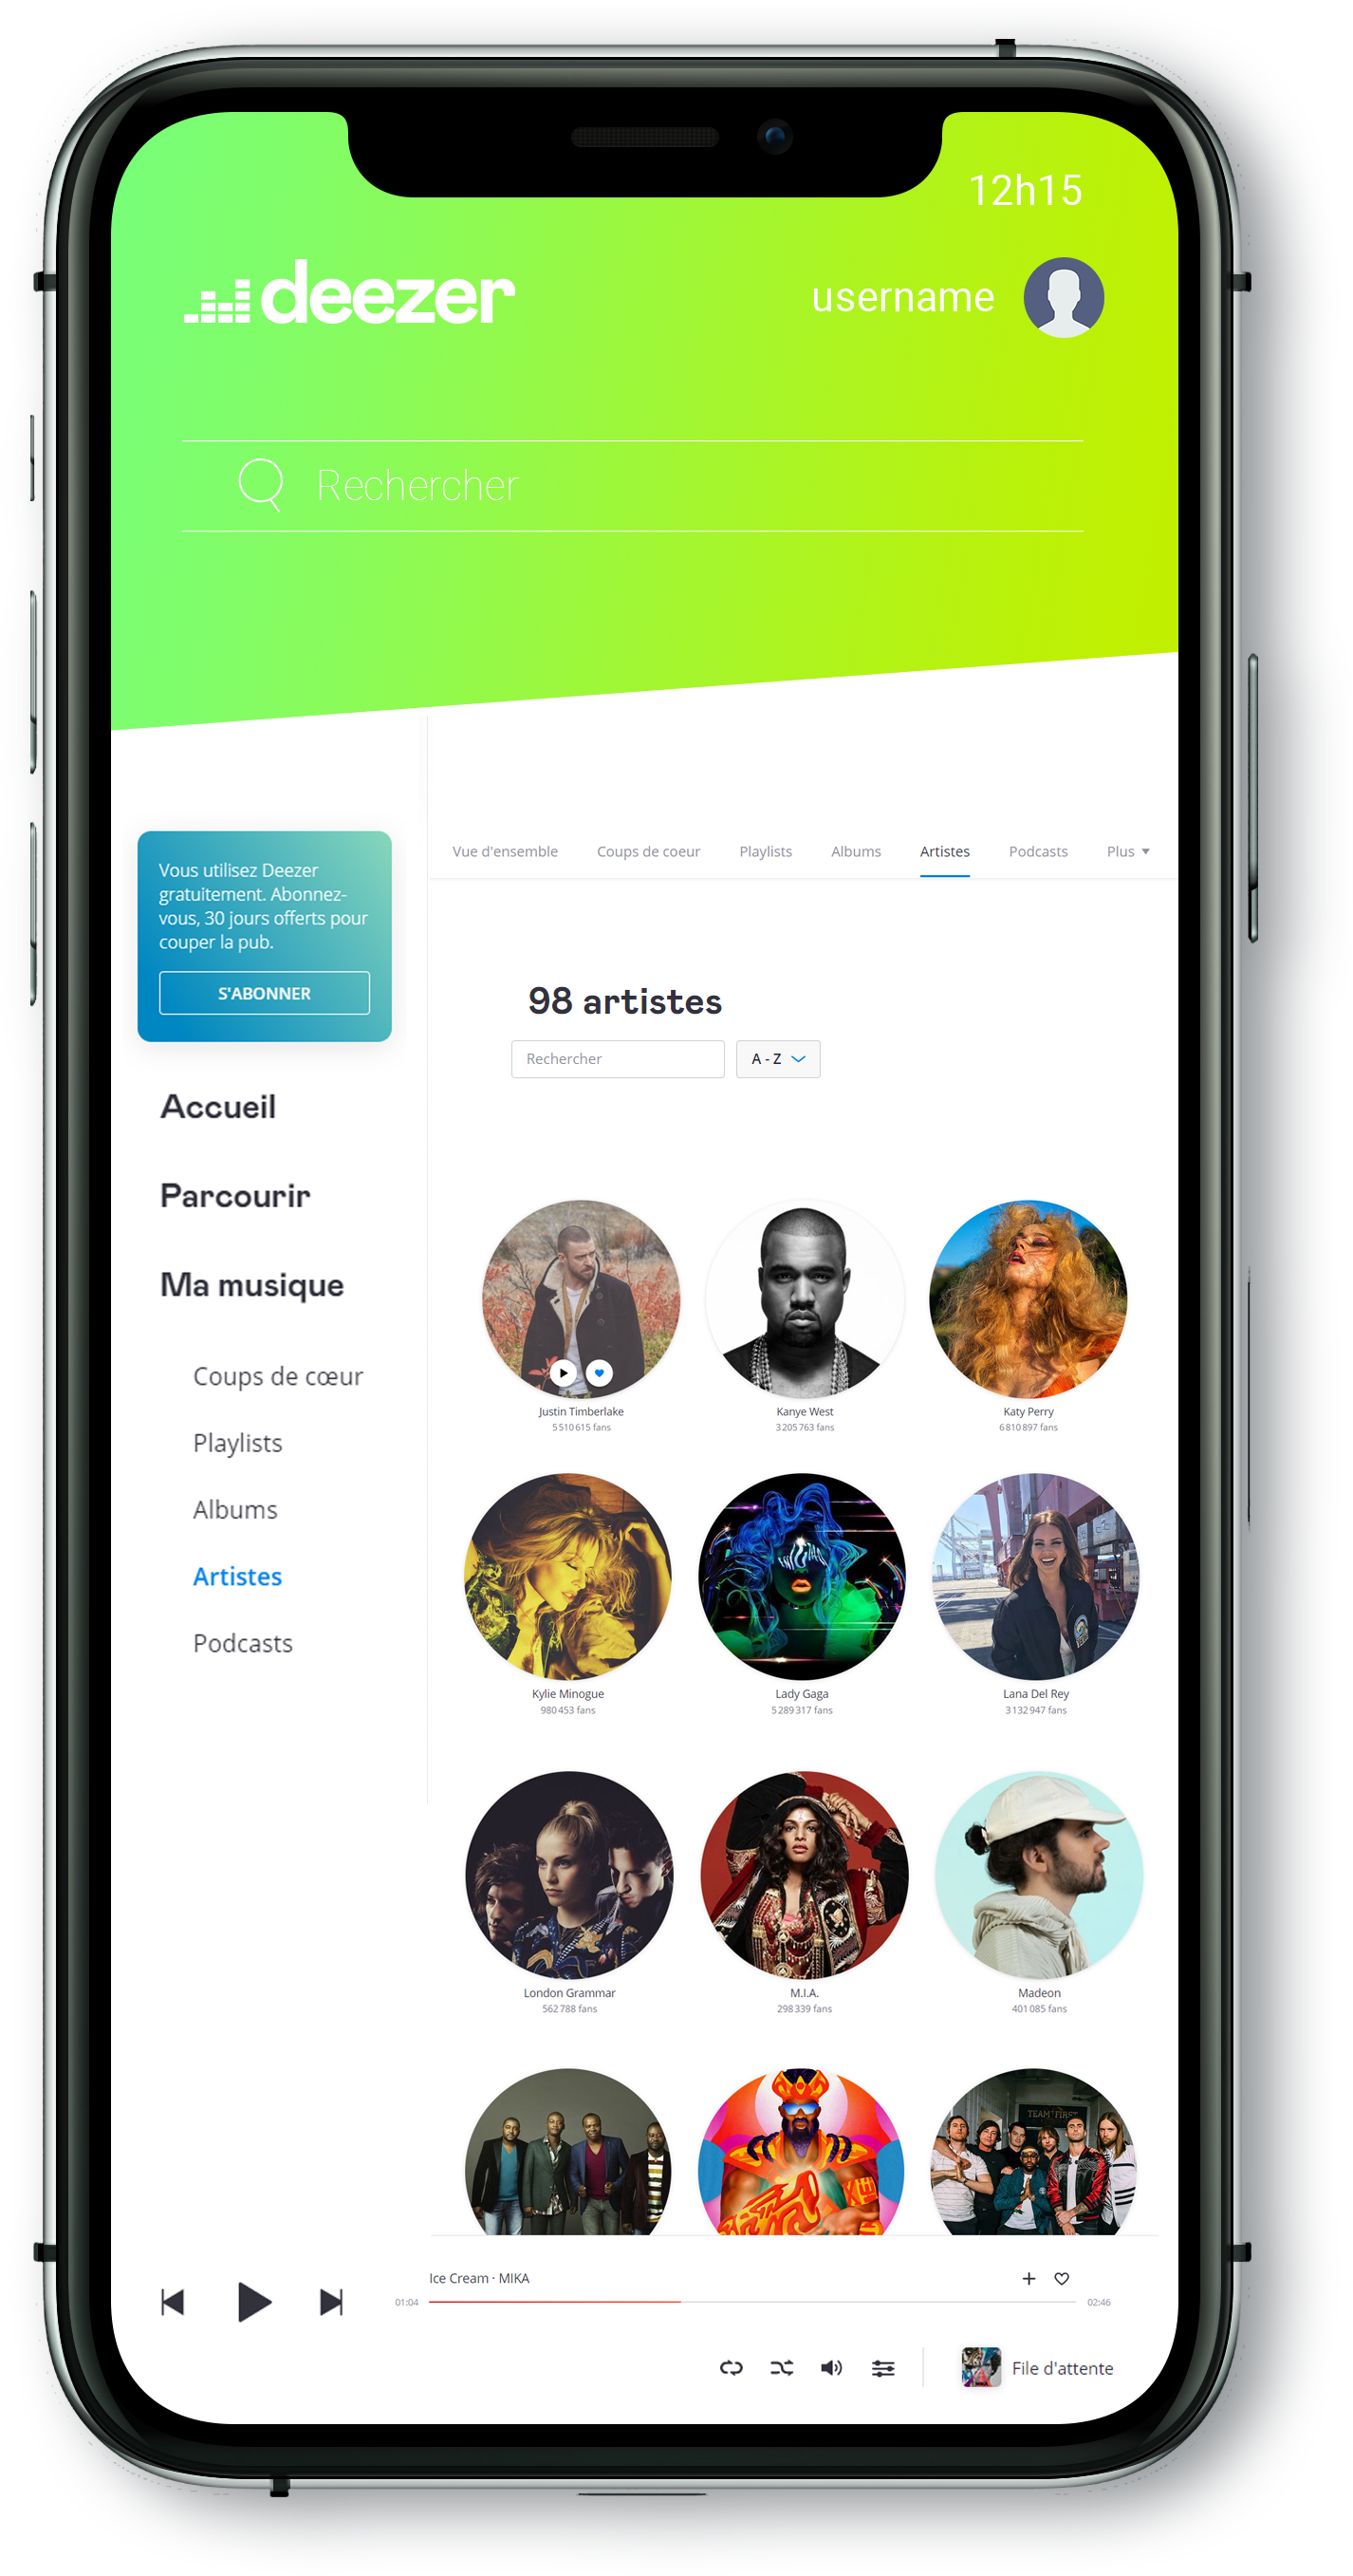 12h15
deezer
username
Rechercher
Vous utilisez Deezer
gratuitement. Abonnez-
vous, 30 jours offerts pour
couper la pub.
S'ABONNER
Accueil
Parcourir
Ma musique
Coups de cœur
Playlists
Albums
Artistes
Podcasts
Vue d'ensemble Coups de coeur Playlists Albums Artistes Podcasts Plus
98 artistes
Rechercher A - Z
Justin Timberlake Kanye West Katy Perry
5 510 615 fans 3 205 763 fans 6 810 897 fans
Kylie Minogue Lady Gaga Lana Del Rey
980 453 fans 5 289 317 fans 3 132 947 fans
London Grammar M.I.A. Madeon
562 788 fans 298 339 fans 401 085 fans
TEAM FIRST
Ice Cream · MIKA
01:04 02:46
File d'attente